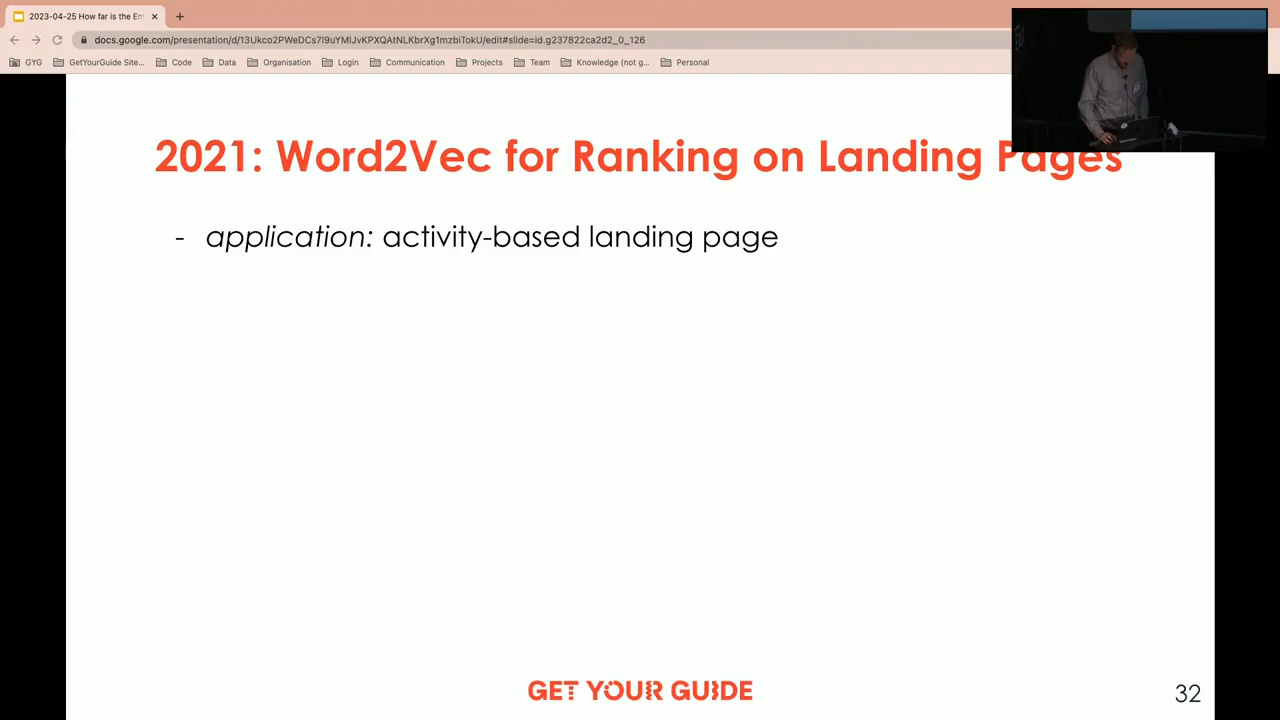 2023-04-25 How far is the Em
docs.google.com/presentation/d/13Ukco2PWeDCs7l9uYMlJvKPXQAtNLKbrXg1mzbiTokU/edit#slide=id.g237822ca2d2_0_126
GYG GetYourGuide Site... Code Data Organisation Login Communication Projects Team Knowledge (not g... Personal
2021: Word2Vec for Ranking on Landing Pages
- application: activity-based landing page
GET YOUR GUIDE
32